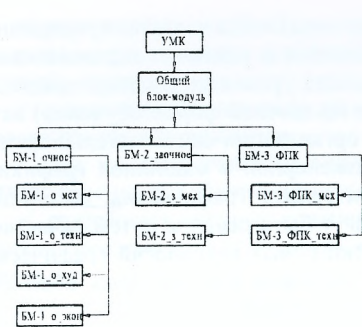 УМК
Общий
блок-модуль
БМ-1_очное
БМ-2_заочное
БМ-3_ФПК
БМ-1_о_мех
БМ-2_з_мех
БМ-3_ФПК_мех
БМ-1_о_техн
БМ-2_з_техн
БМ-3_ФПК_техн
БМ-1_о_худ
БМ-1_о_экон